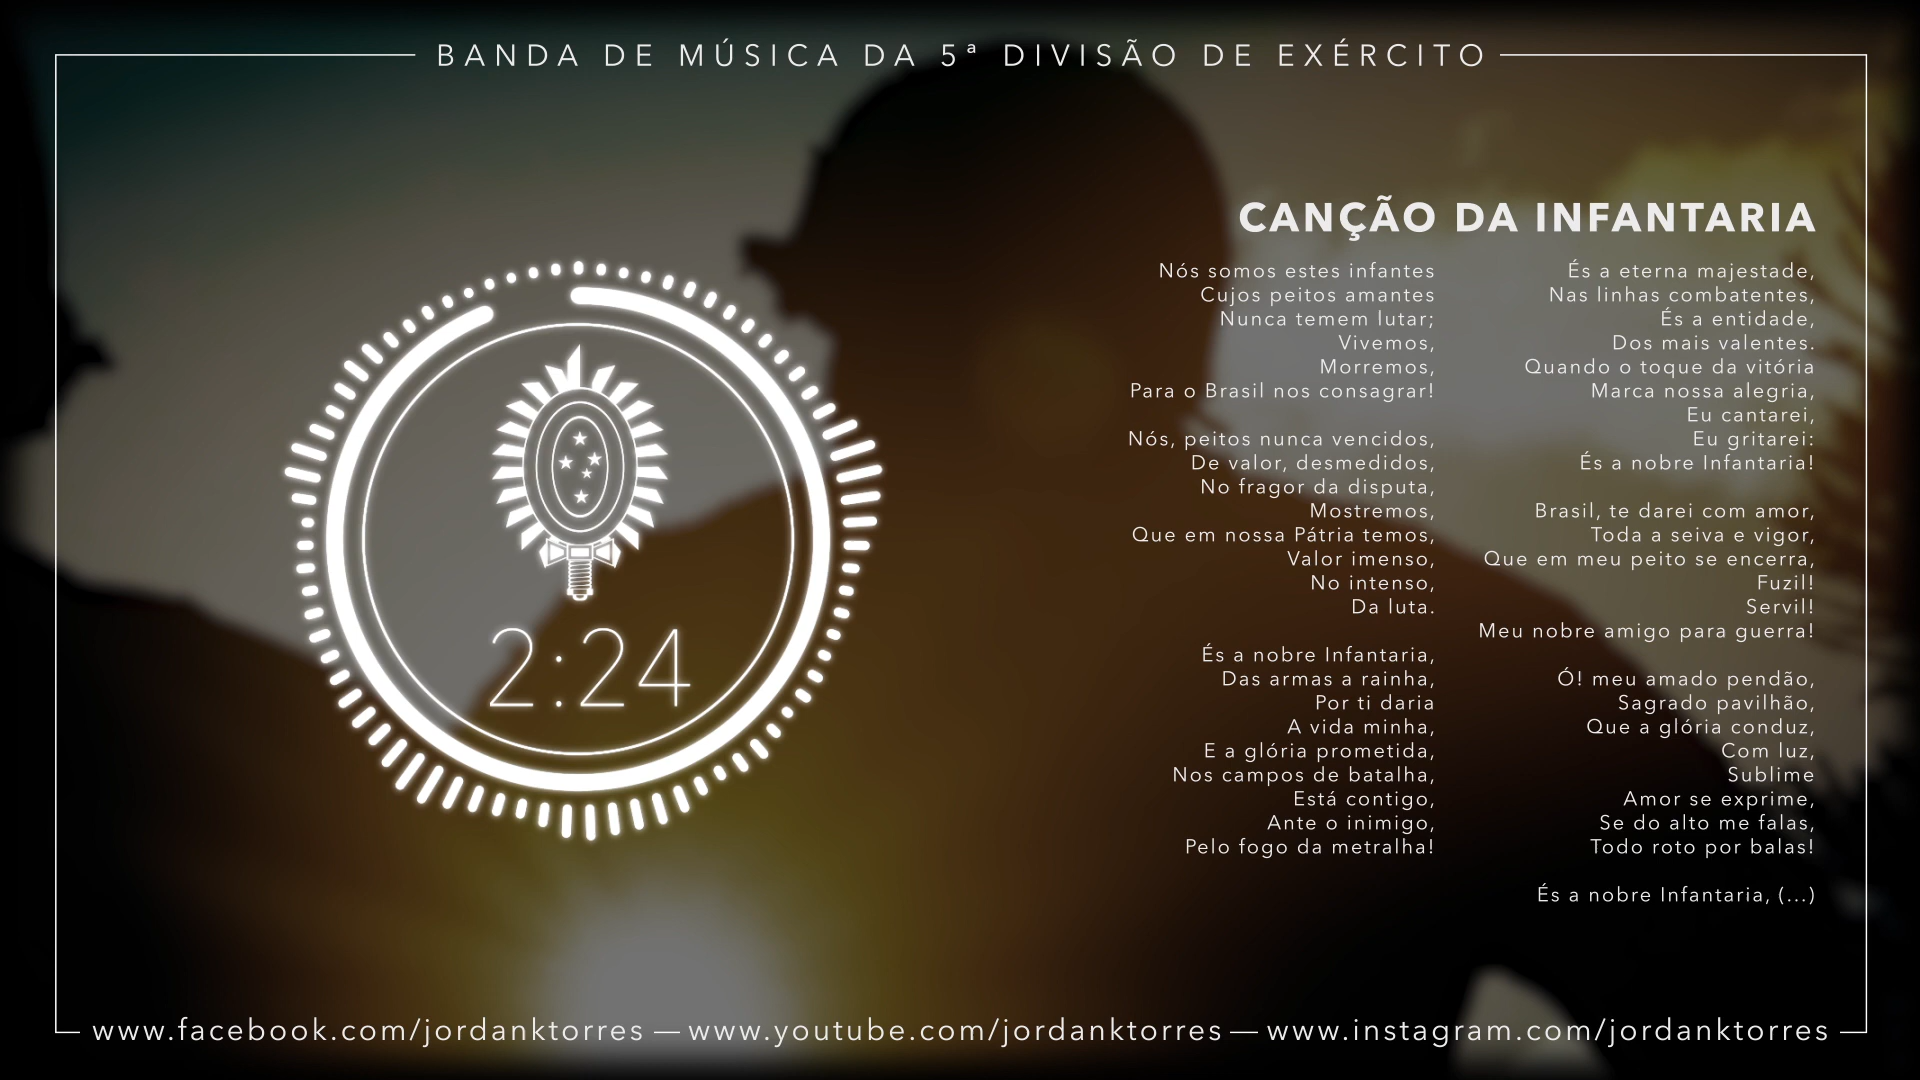 BANDA DE MÚSICA DA 5ª DIVISÃO DE EXÉRCITO
2:24
CANÇÃO DA INFANTARIA
Nós somos estes infantes
Cujos peitos amantes
Nunca temem lutar;
Vivemos,
Morremos,
Para o Brasil nos consagrar!
Nós, peitos nunca vencidos,
De valor, desmedidos,
No fragor da disputa,
Mostremos,
Que em nossa Pátria temos,
Valor imenso,
No intenso,
Da luta.
És a nobre Infantaria,
Das armas a rainha,
Por ti daria
A vida minha,
E a glória prometida,
Nos campos de batalha,
Está contigo,
Ante o inimigo,
Pelo fogo da metralha!
És a eterna majestade,
Nas linhas combatentes,
És a entidade,
Dos mais valentes.
Quando o toque da vitória
Marca nossa alegria,
Eu cantarei,
Eu gritarei:
És a nobre Infantaria!
Brasil, te darei com amor,
Toda a seiva e vigor,
Que em meu peito se encerra,
Fuzil!
Servil!
Meu nobre amigo para guerra!
Ó! meu amado pendão,
Sagrado pavilhão,
Que a glória conduz,
Com luz,
Sublime
Amor se exprime,
Se do alto me falas,
Todo roto por balas!
És a nobre Infantaria, (...)
www.facebook.com/jordanktorres — www.youtube.com/jordanktorres — www.instagram.com/jordanktorres